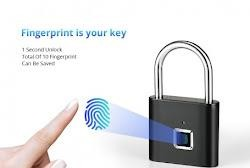 Fingerprint is your key
1 Second Unlock
Total Of 10 Fingerprint
Can Be Saved